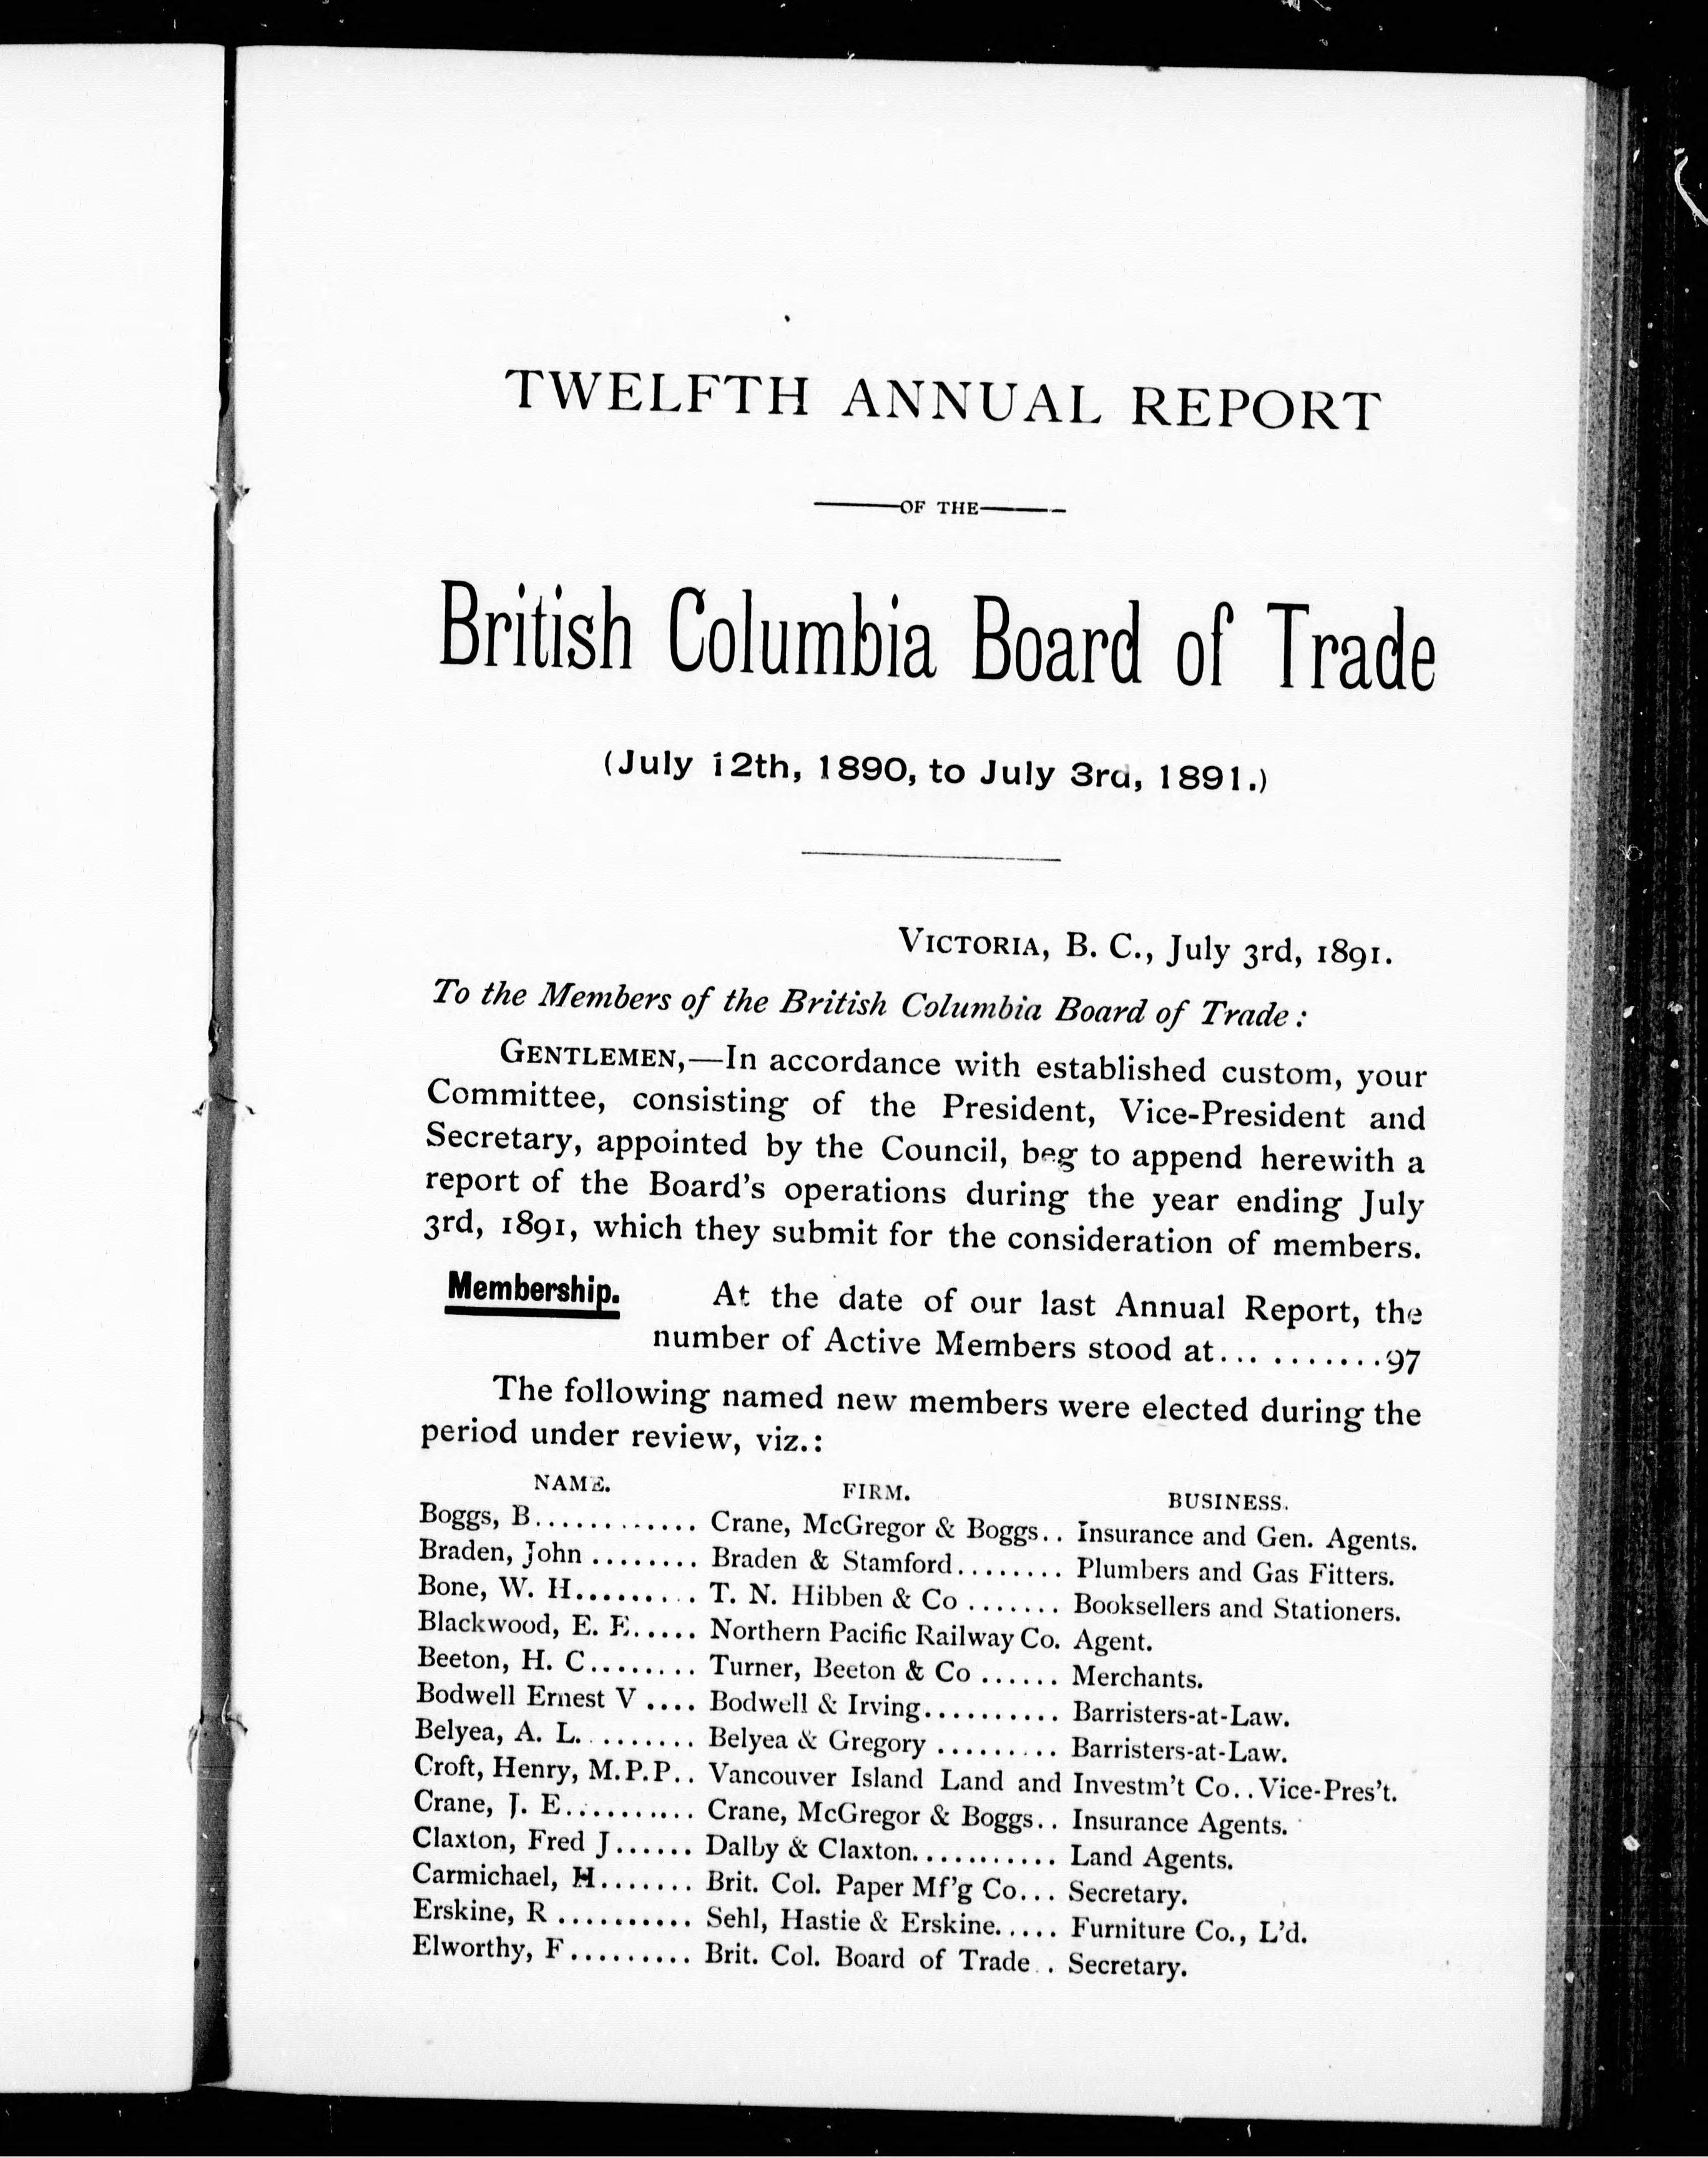 TWELFTH ANNUAL REPORT
OF THE
British Columbia Board of Trade
(July 12th, 1890, to July 3rd, 1891.)
VICTORIA, B. C., July 3rd, 1891.
To the Members of the British Columbia Board of Trade :
GENTLEMEN,—In accordance with established custom, your
Committee, consisting of the President, Vice-President and
Secretary, appointed by the Council, beg to append herewith a
report of the Board's operations during the year ending July
3rd, 1891, which they submit for the consideration of members.
Membership. At the date of our last Annual Report, the
number of Active Members stood at... ........97
The following named new members were elected during the
period under review, viz.:
NAME. FIRM. BUSINESS.
Boggs, B............ Crane, McGregor & Boggs.. Insurance and Gen. Agents.
Braden, John ........ Braden & Stamford........ Plumbers and Gas Fitters.
Bone, W. H.......... T. N. Hibben & Co ....... Booksellers and Stationers.
Blackwood, E. E..... Northern Pacific Railway Co. Agent.
Beeton, H. C........ Turner, Beeton & Co ...... Merchants.
Bodwell Ernest V .... Bodwell & Irving.......... Barristers-at-Law.
Belyea, A. L......... Belyea & Gregory ......... Barristers-at-Law.
Croft, Henry, M.P.P.. Vancouver Island Land and Investm't Co..Vice-Pres't.
Crane, J. E.......... Crane, McGregor & Boggs.. Insurance Agents.
Claxton, Fred J...... Dalby & Claxton........... Land Agents.
Carmichael, H....... Brit. Col. Paper Mf'g Co... Secretary.
Erskine, R .......... Sehl, Hastie & Erskine..... Furniture Co., L'd.
Elworthy, F......... Brit. Col. Board of Trade . . Secretary.